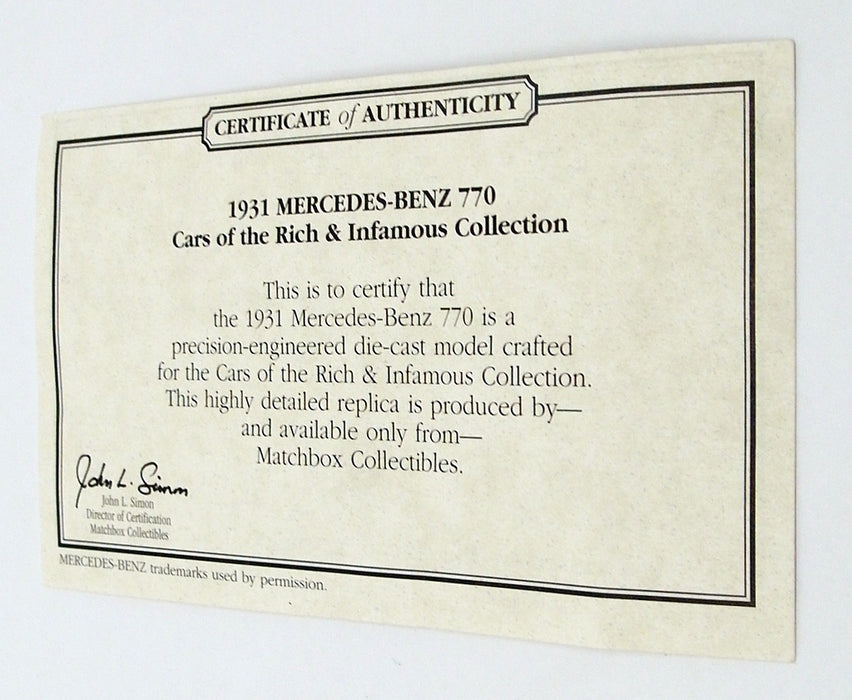 CERTIFICATE of AUTHENTICITY
1931 MERCEDES-BENZ 770
Cars of the Rich & Infamous Collection
This is to certify that
the 1931 Mercedes-Benz 770 is a
precision-engineered die-cast model crafted
for the Cars of the Rich & Infamous Collection.
This highly detailed replica is produced by—
and available only from—
Matchbox Collectibles.
John L. Simon
John L. Simon
Director of Certification
Matchbox Collectibles
MERCEDES-BENZ trademarks used by permission.